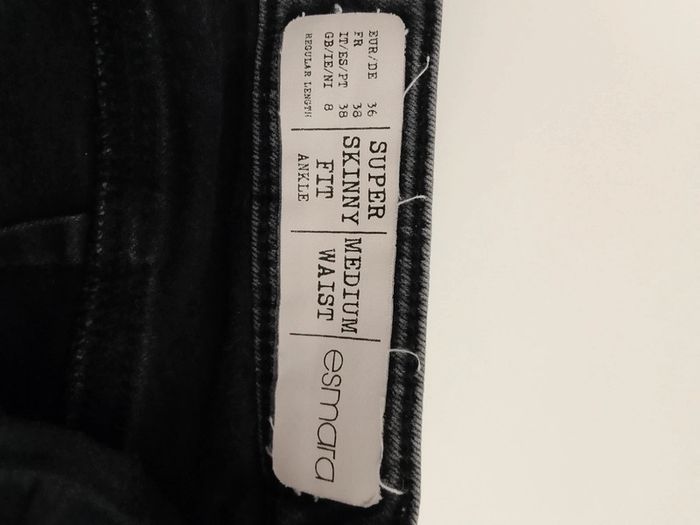 EUR/DE 36
FR 38
IT/ES/PT 38
GB/IE/NI 8
REGULAR LENGTH
SUPER
SKINNY
FIT
ANKLE
MEDIUM
WAIST
esmara